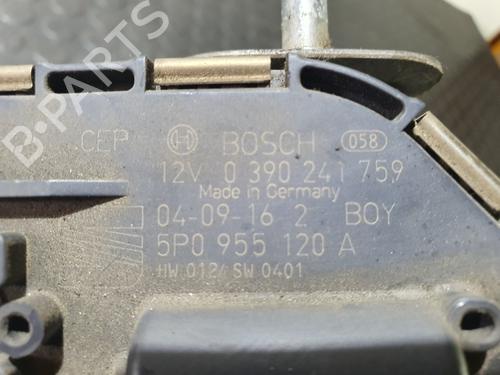 CEP BOSCH 058
12V 0 390 241 759
Made in Germany
04-09-16 2 BOY
5P0 955 120 A
HW 012/ SW 0401
B-PARTS